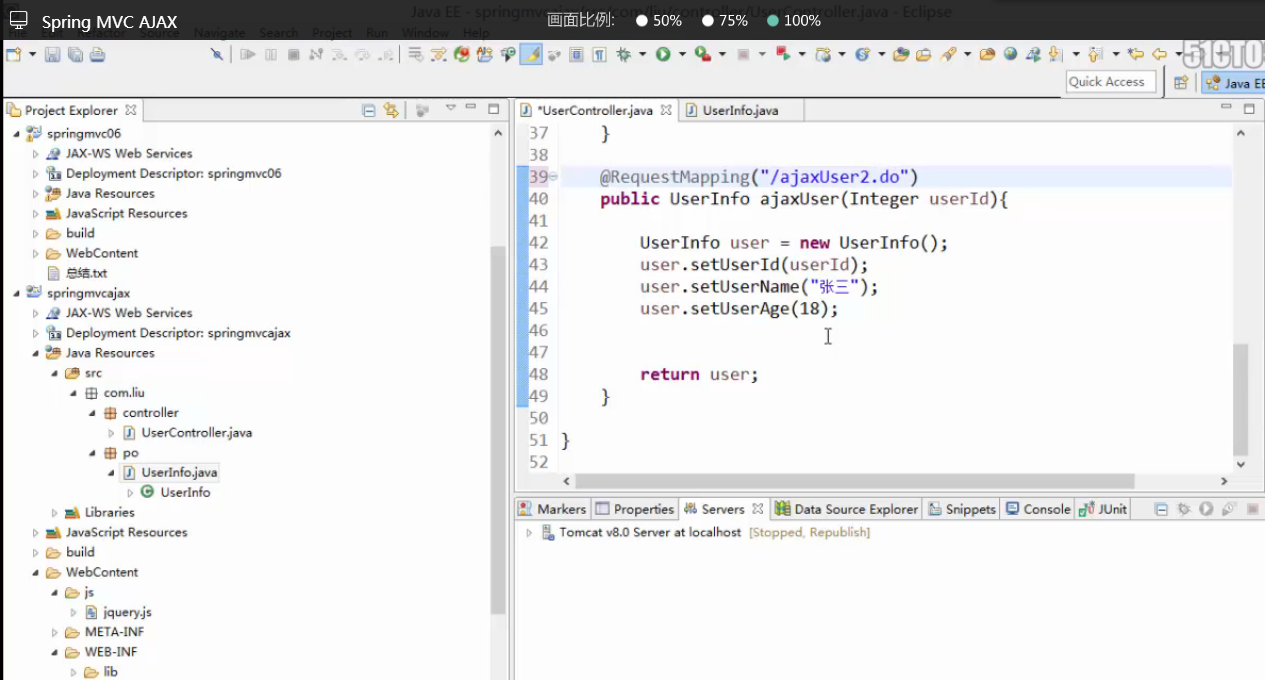 Java EE - springmvcajax/src/com/liu/controller/UserController.java - Eclipse
Spring MVC AJAX
画面比例: 50% 75% 100%
File Edit Refactor Source Navigate Search Project Run Window Help
51CTO
Quick Access
Java EE
Project Explorer
springmvc06
JAX-WS Web Services
Deployment Descriptor: springmvc06
Java Resources
JavaScript Resources
build
WebContent
总结.txt
springmvcajax
JAX-WS Web Services
Deployment Descriptor: springmvcajax
Java Resources
src
com.liu
controller
UserController.java
po
UserInfo.java
UserInfo
Libraries
JavaScript Resources
build
WebContent
js
jquery.js
META-INF
WEB-INF
lib
*UserController.java UserInfo.java
37 }
38
39 @RequestMapping("/ajaxUser2.do")
40 public UserInfo ajaxUser(Integer userId){
41
42 UserInfo user = new UserInfo();
43 user.setUserId(userId);
44 user.setUserName("张三");
45 user.setUserAge(18);
46
47
48 return user;
49 }
50
51 }
52
Markers Properties Servers Data Source Explorer Snippets Console JUnit
Tomcat v8.0 Server at localhost [Stopped, Republish]